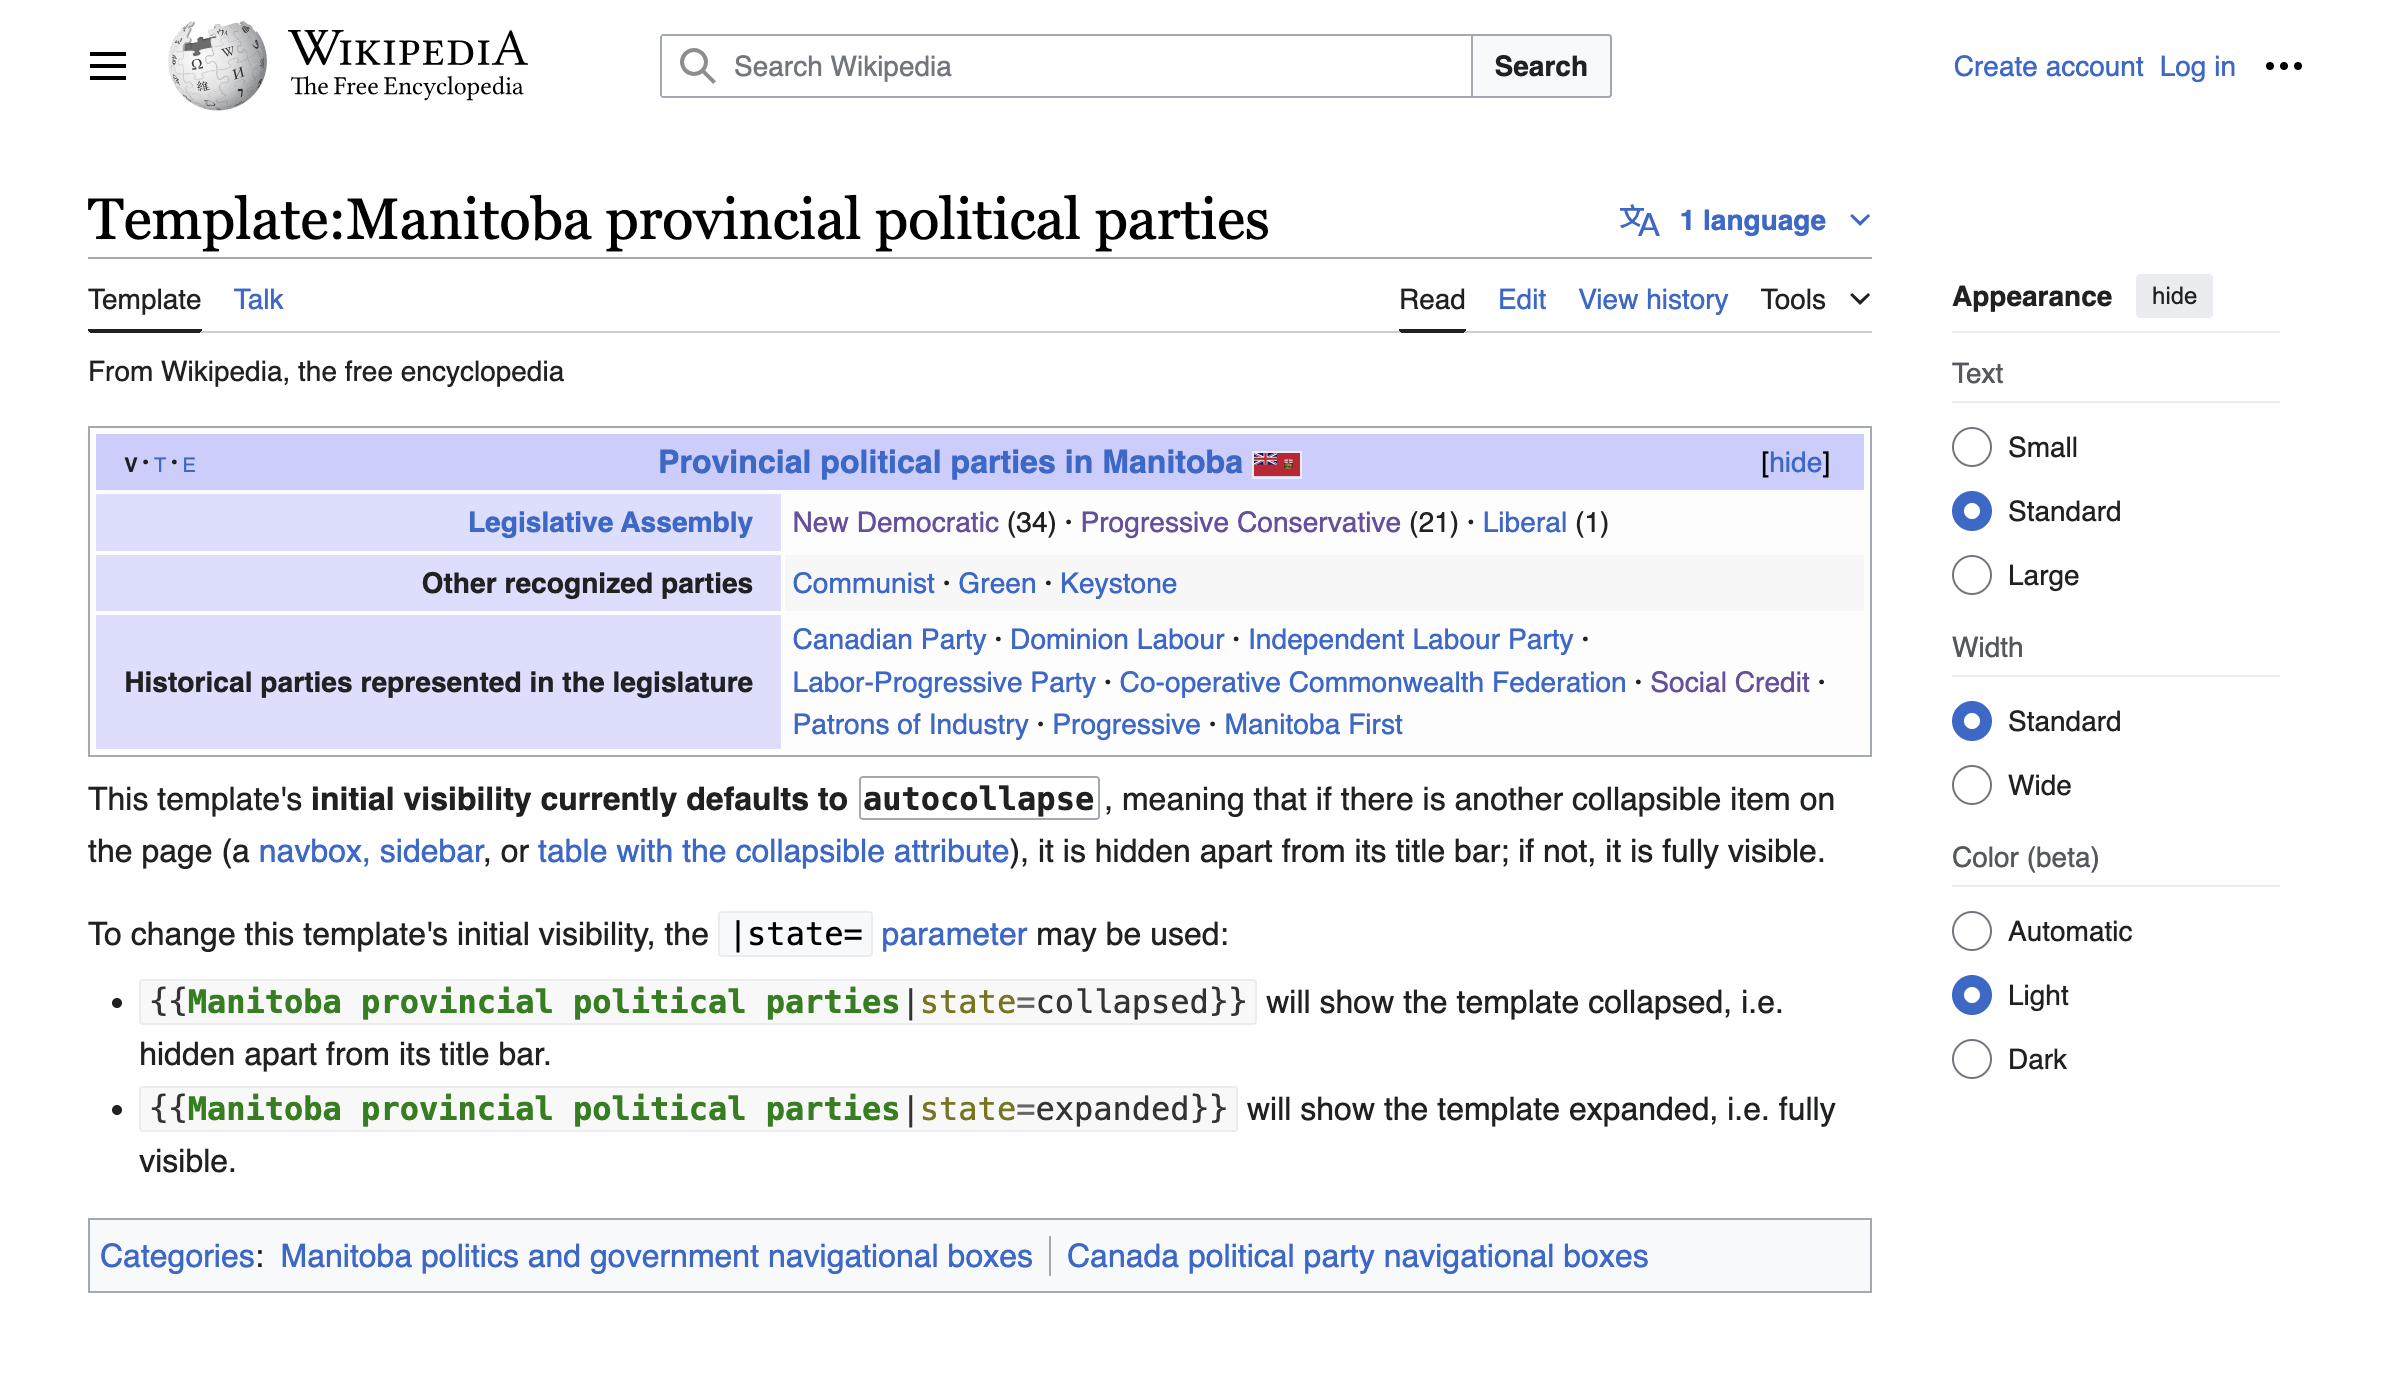 WIKIPEDIA
The Free Encyclopedia
Search Wikipedia
Search
Create account Log in
Template:Manitoba provincial political parties
1 language
Template Talk
Read Edit View history Tools
From Wikipedia, the free encyclopedia
V · T · E Provincial political parties in Manitoba [hide]
Legislative Assembly New Democratic (34) · Progressive Conservative (21) · Liberal (1)
Other recognized parties Communist · Green · Keystone
Historical parties represented in the legislature Canadian Party · Dominion Labour · Independent Labour Party ·
Labor-Progressive Party · Co-operative Commonwealth Federation · Social Credit ·
Patrons of Industry · Progressive · Manitoba First
This template's initial visibility currently defaults to autocollapse, meaning that if there is another collapsible item on
the page (a navbox, sidebar, or table with the collapsible attribute), it is hidden apart from its title bar; if not, it is fully visible.
To change this template's initial visibility, the |state= parameter may be used:
• {{Manitoba provincial political parties|state=collapsed}} will show the template collapsed, i.e.
hidden apart from its title bar.
• {{Manitoba provincial political parties|state=expanded}} will show the template expanded, i.e. fully
visible.
Categories: Manitoba politics and government navigational boxes | Canada political party navigational boxes
Appearance hide
Text
Small
Standard
Large
Width
Standard
Wide
Color (beta)
Automatic
Light
Dark